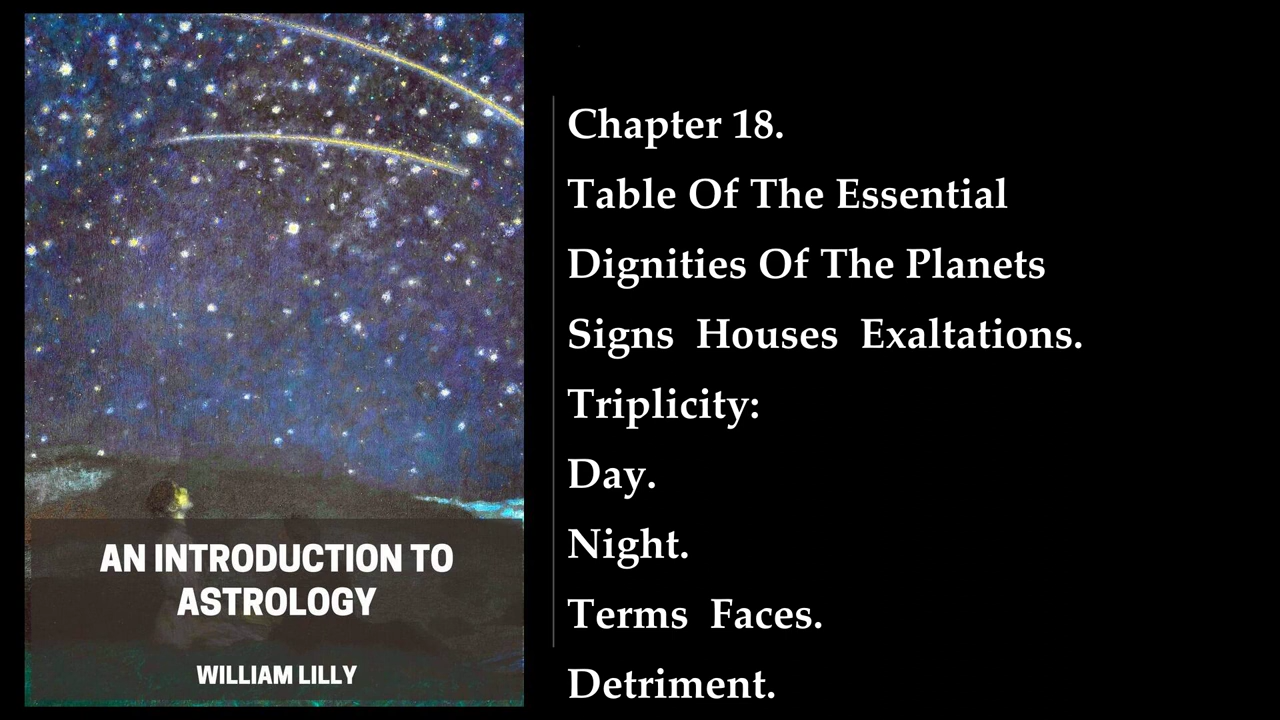 AN INTRODUCTION TO
ASTROLOGY
WILLIAM LILLY
Chapter 18.
Table Of The Essential
Dignities Of The Planets
Signs Houses Exaltations.
Triplicity:
Day.
Night.
Terms Faces.
Detriment.